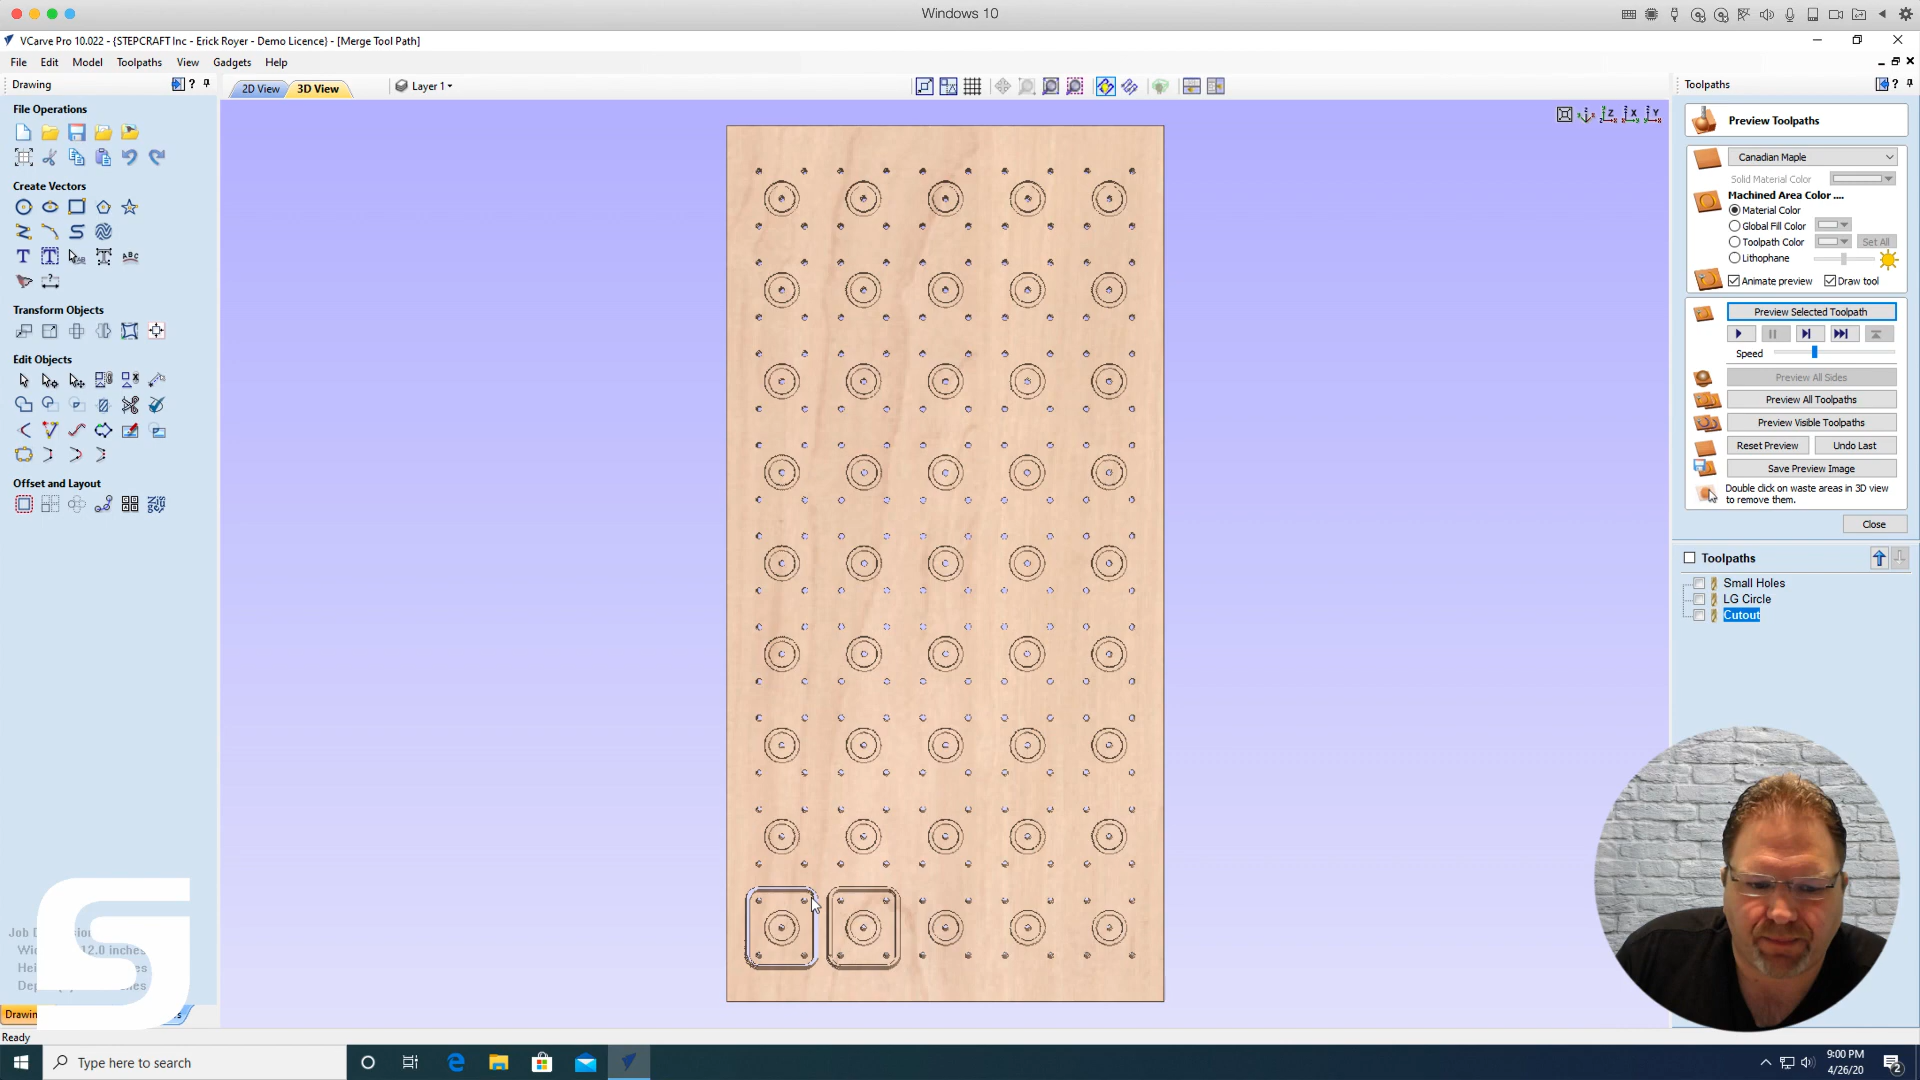 Windows 10
VCarve Pro 10.022 - {STEPCRAFT Inc - Erick Royer - Demo Licence} - [Merge Tool Path]
File Edit Model Toolpaths View Gadgets Help
Drawing
2D View 3D View
Layer 1
Toolpaths
File Operations
Create Vectors
Transform Objects
Edit Objects
Offset and Layout
Preview Toolpaths
Canadian Maple
Solid Material Color
Machined Area Color ....
Material Color
Global Fill Color
Toolpath Color Set All
Lithophane
Animate preview Draw tool
Preview Selected Toolpath
Speed
Preview All Sides
Preview All Toolpaths
Preview Visible Toolpaths
Reset Preview Undo Last
Save Preview Image
Double click on waste areas in 3D view
to remove them.
Close
Toolpaths
Small Holes
LG Circle
Cutout
12.0 inches
Ready
Type here to search
9:00 PM
4/26/20
2